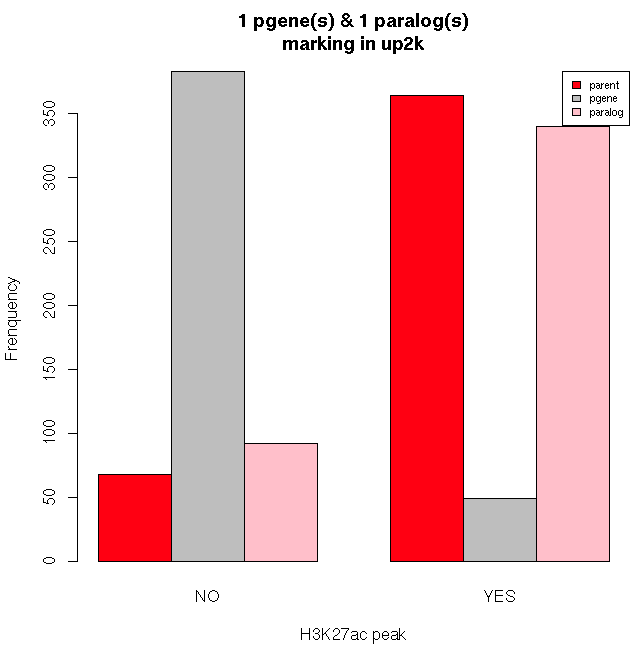 1 pgene(s) & 1 paralog(s)
marking in up2k
parent
pgene
paralog
Frenquency
350
300
250
200
150
100
50
0
NO
YES
H3K27ac peak